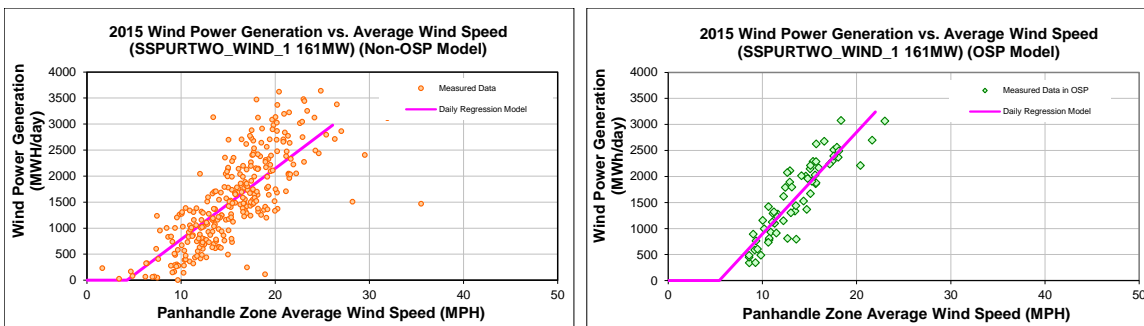 2015 Wind Power Generation vs. Average Wind Speed
(SSPURTWO_WIND_1 161MW) (Non-OSP Model)
Wind Power Generation
(MWH/day)
4000
3500
3000
2500
2000
1500
1000
500
0
Measured Data
Daily Regression Model
0 10 20 30 40 50
Panhandle Zone Average Wind Speed (MPH)
2015 Wind Power Generation vs. Average Wind Speed
(SSPURTWO_WIND_1 161MW) (OSP Model)
Wind Power Generation
(MWh/day)
4000
3500
3000
2500
2000
1500
1000
500
0
Measured Data in OSP
Daily Regression Model
0 10 20 30 40 50
Panhandle Zone Average Wind Speed (MPH)